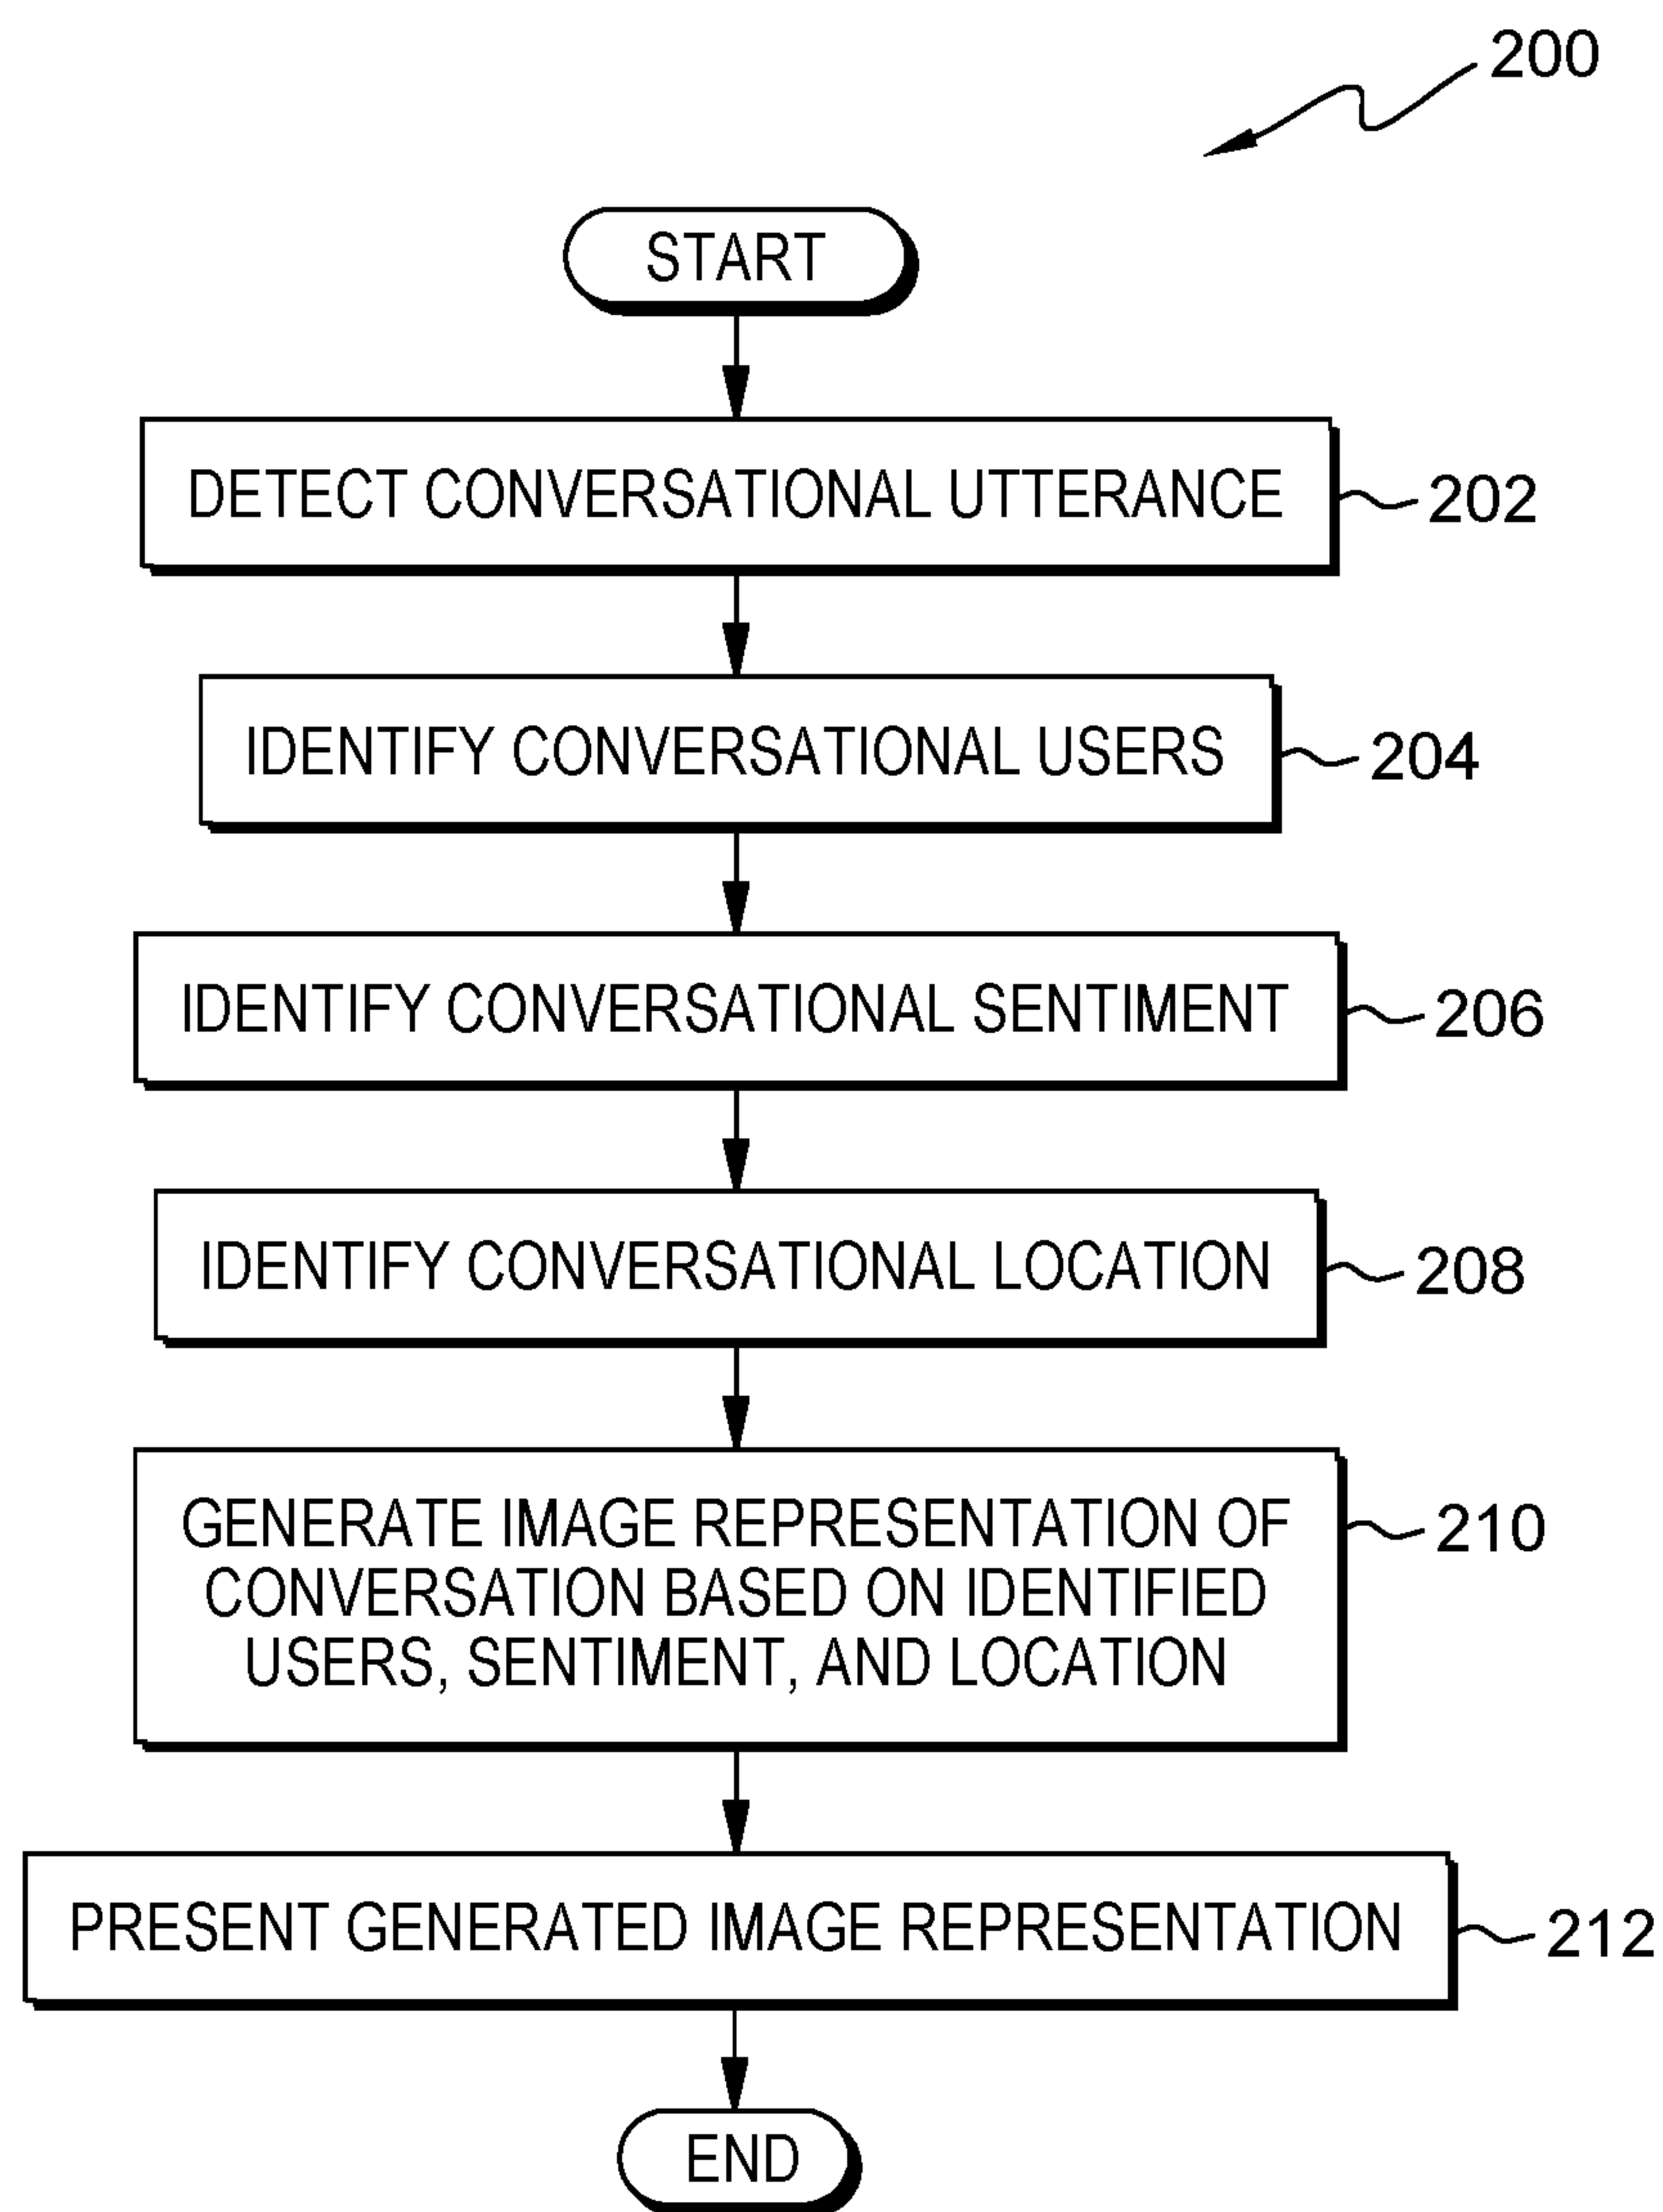 200
START
DETECT CONVERSATIONAL UTTERANCE
202
IDENTIFY CONVERSATIONAL USERS
204
IDENTIFY CONVERSATIONAL SENTIMENT
206
IDENTIFY CONVERSATIONAL LOCATION
208
GENERATE IMAGE REPRESENTATION OF
CONVERSATION BASED ON IDENTIFIED
USERS, SENTIMENT, AND LOCATION
210
PRESENT GENERATED IMAGE REPRESENTATION
212
END